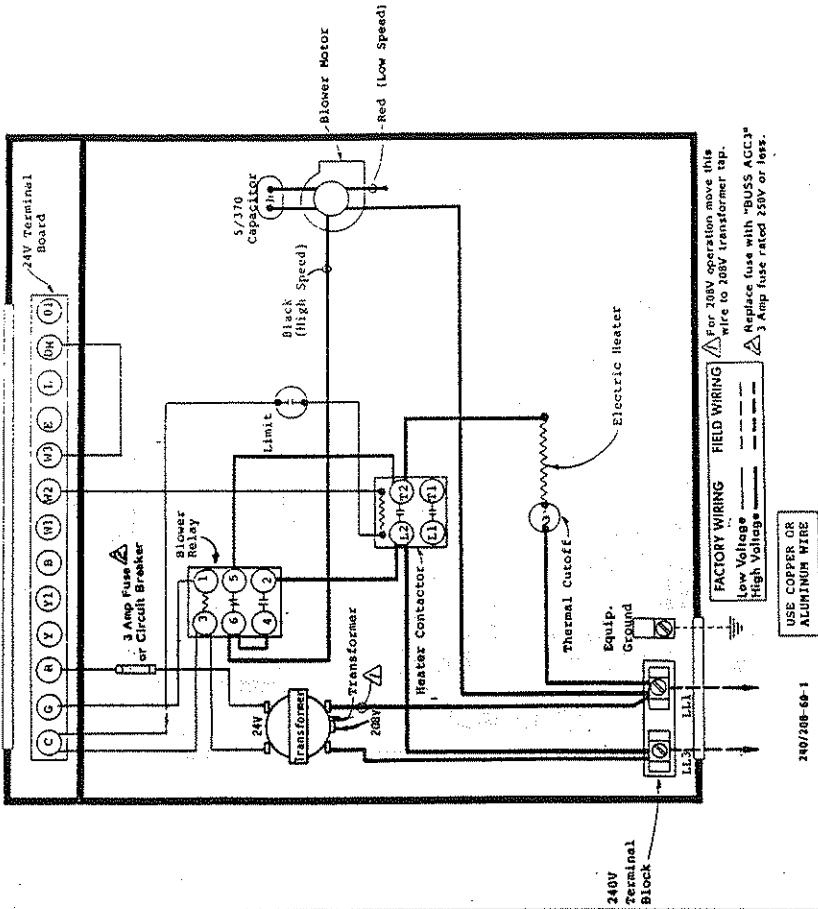 24V Terminal
Board
C
G
R
Y
Y1
B
W1
W2
W3
E
L
DH
O1
3 Amp Fuse
or Circuit Breaker
Blower
Relay
1
5
2
3
6
4
5/370
Capacitor
Blower Motor
Red (Low Speed)
Black
(High Speed)
Limit
24V
Transformer
Transformer
208V
L2
T2
L1
T1
Heater Contactor
Thermal Cutoff
Electric Heater
Equip.
Ground
LL3
LL1
240V
Terminal
Block
FACTORY WIRING
FIELD WIRING
Low Voltage
High Voltage
For 208V operation move this
wire to 208V transformer tap.
Replace fuse with "BUSS AGC3"
3 Amp fuse rated 250V or less.
USE COPPER OR
ALUMINUM WIRE
240/208-60-1